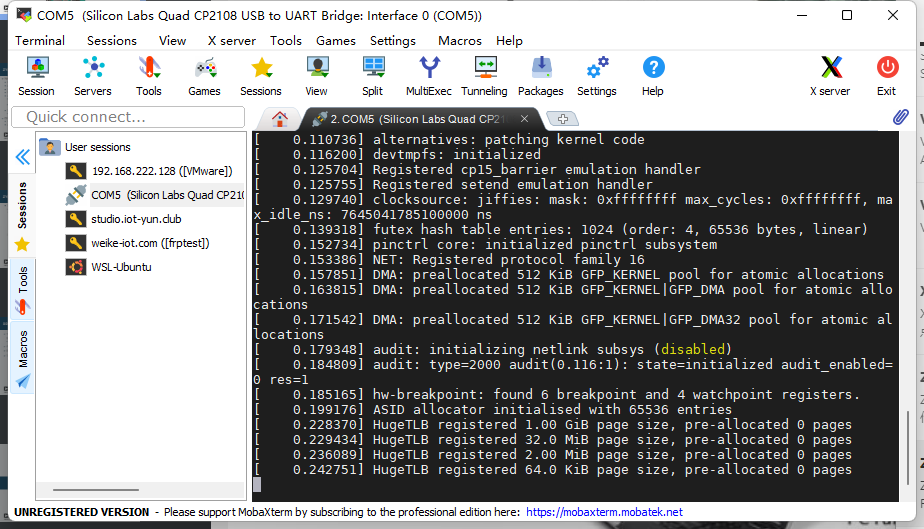 COM5 (Silicon Labs Quad CP2108 USB to UART Bridge: Interface 0 (COM5))
Terminal Sessions View X server Tools Games Settings Macros Help
Session Servers Tools Games Sessions View Split MultiExec Tunneling Packages Settings Help X server Exit
Quick connect...
2. COM5 (Silicon Labs Quad CP21
Sessions
Tools
Macros
User sessions
192.168.222.128 ([VMware])
COM5 (Silicon Labs Quad CP210
studio.iot-yun.club
weike-iot.com ([frptest])
WSL-Ubuntu
[    0.110736] alternatives: patching kernel code
[    0.116200] devtmpfs: initialized
[    0.125704] Registered cp15_barrier emulation handler
[    0.125755] Registered setend emulation handler
[    0.129740] clocksource: jiffies: mask: 0xffffffff max_cycles: 0xffffffff, ma
x_idle_ns: 7645041785100000 ns
[    0.139318] futex hash table entries: 1024 (order: 4, 65536 bytes, linear)
[    0.152734] pinctrl core: initialized pinctrl subsystem
[    0.153386] NET: Registered protocol family 16
[    0.157851] DMA: preallocated 512 KiB GFP_KERNEL pool for atomic allocations
[    0.163815] DMA: preallocated 512 KiB GFP_KERNEL|GFP_DMA pool for atomic allo
cations
[    0.171542] DMA: preallocated 512 KiB GFP_KERNEL|GFP_DMA32 pool for atomic al
locations
[    0.179348] audit: initializing netlink subsys (disabled)
[    0.184809] audit: type=2000 audit(0.116:1): state=initialized audit_enabled=
0 res=1
[    0.185165] hw-breakpoint: found 6 breakpoint and 4 watchpoint registers.
[    0.199176] ASID allocator initialised with 65536 entries
[    0.228370] HugeTLB registered 1.00 GiB page size, pre-allocated 0 pages
[    0.229434] HugeTLB registered 32.0 MiB page size, pre-allocated 0 pages
[    0.236089] HugeTLB registered 2.00 MiB page size, pre-allocated 0 pages
[    0.242751] HugeTLB registered 64.0 KiB page size, pre-allocated 0 pages
UNREGISTERED VERSION - Please support MobaXterm by subscribing to the professional edition here: https://mobaxterm.mobatek.net